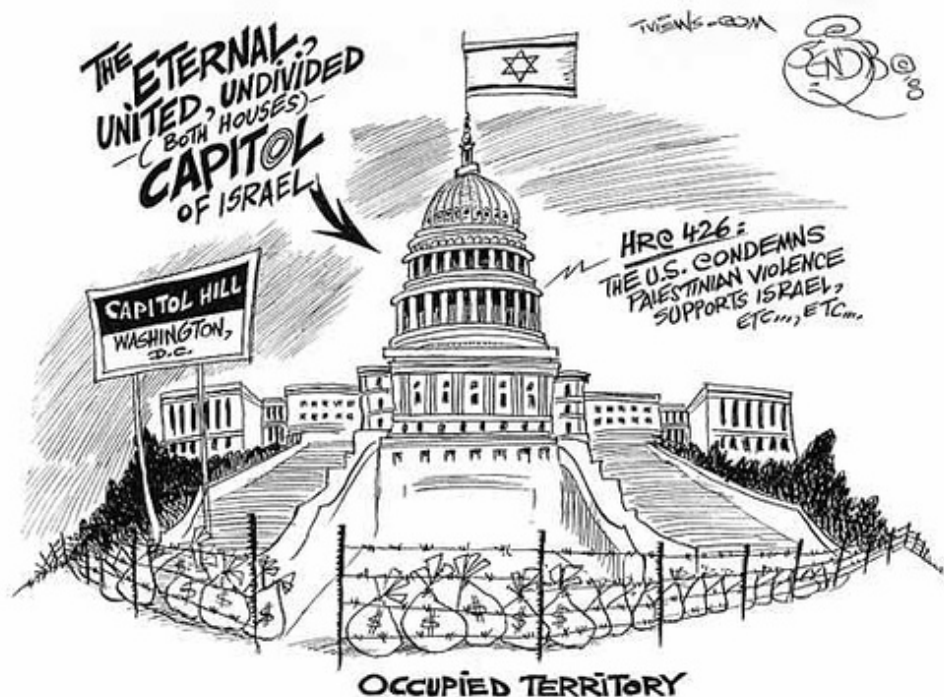 THE
ETERNAL,
UNITED, UNDIVIDED
-(BOTH HOUSES)-
CAPITOL
OF ISRAEL
IVIEWS.COM
HRC 426:
THE U.S. CONDEMNS
PALESTINIAN VIOLENCE
SUPPORTS ISRAEL,
ETC..., ETC...
CAPITOL HILL
WASHINGTON,
D.C.
$
$
$
$
$
$
OCCUPIED TERRITORY